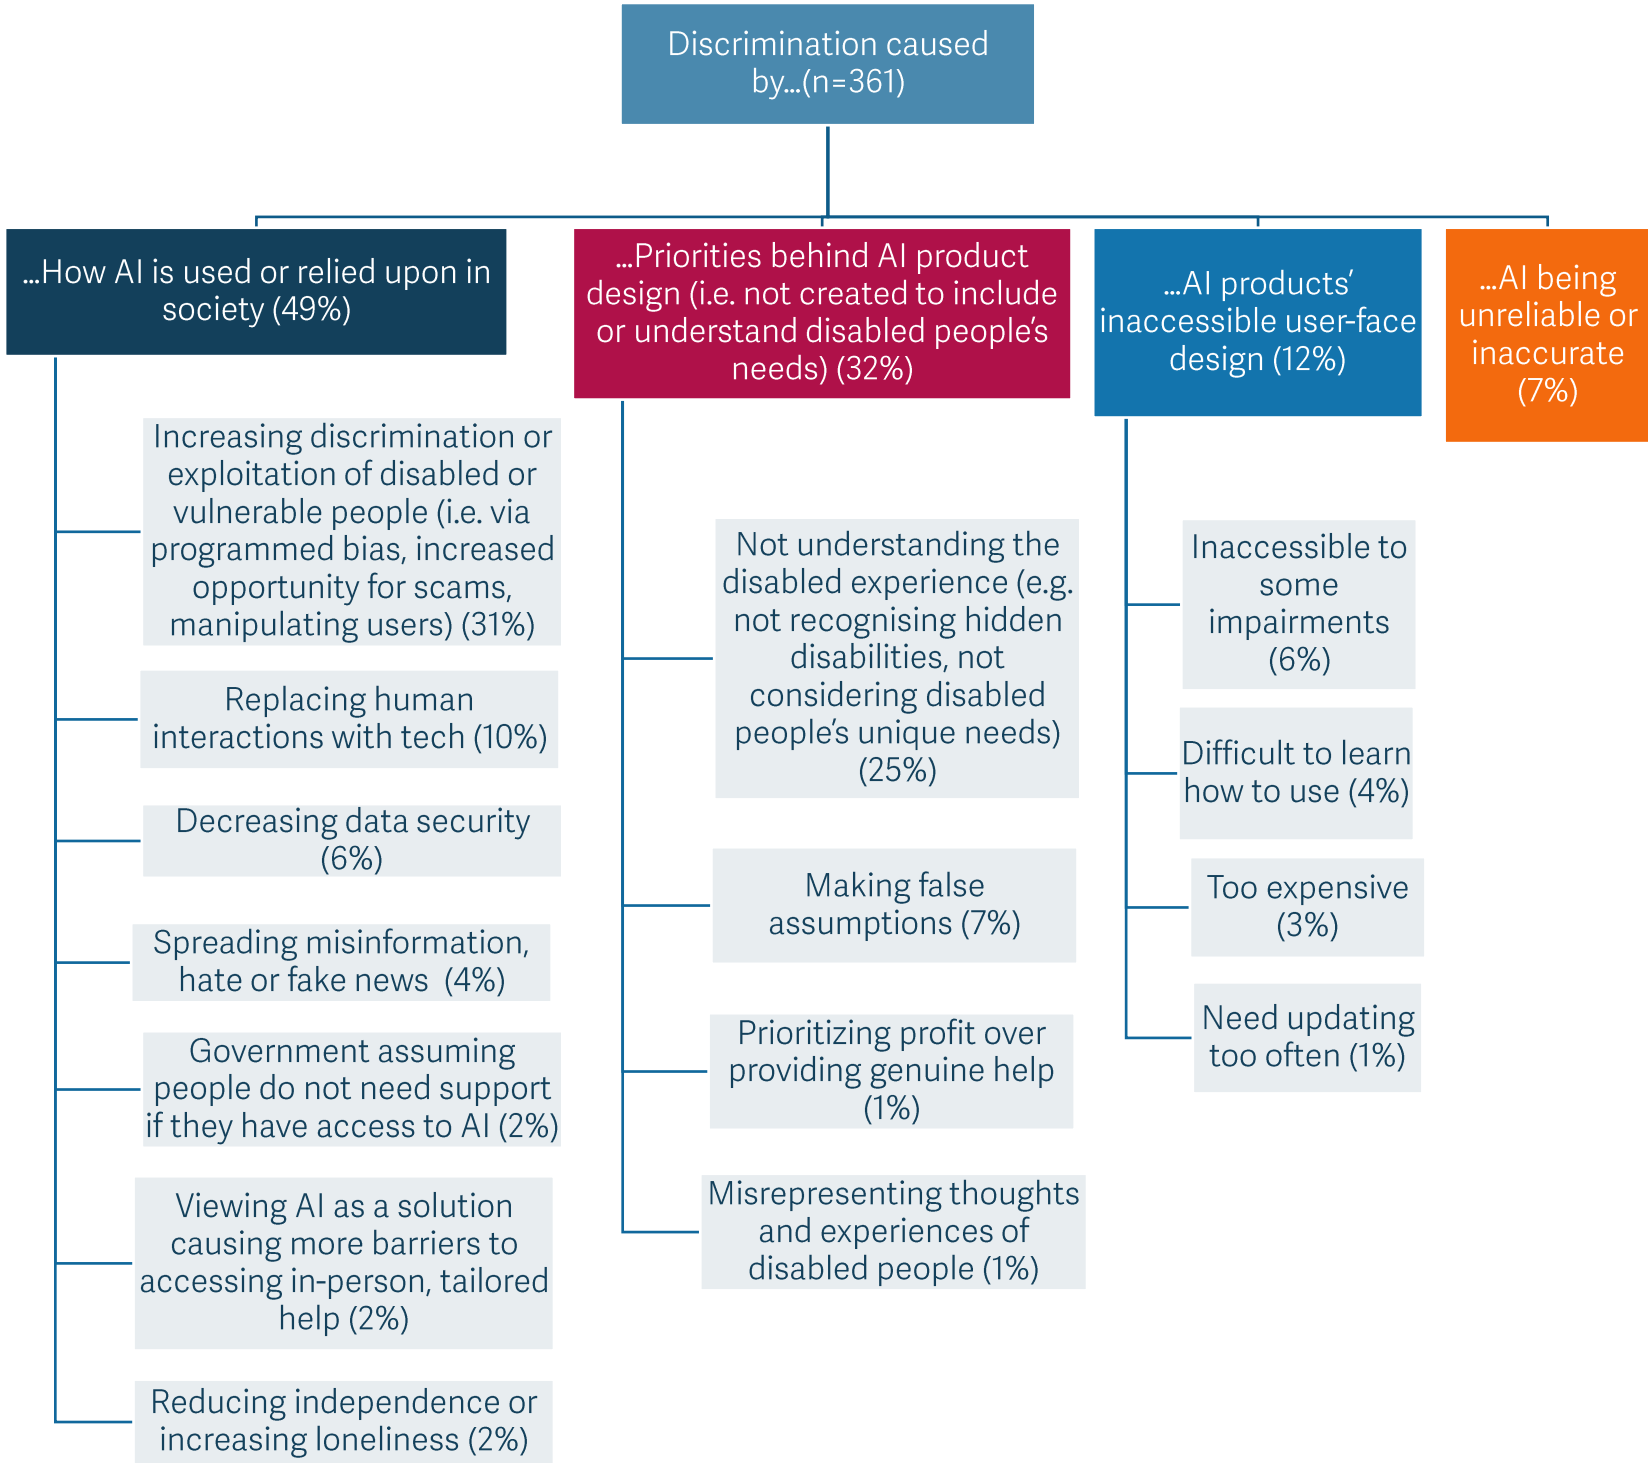 Discrimination caused
by...(n=361)
...How AI is used or relied upon in
society (49%)
Increasing discrimination or
exploitation of disabled or
vulnerable people (i.e. via
programmed bias, increased
opportunity for scams,
manipulating users) (31%)
Replacing human
interactions with tech (10%)
Decreasing data security
(6%)
Spreading misinformation,
hate or fake news  (4%)
Government assuming
people do not need support
if they have access to AI (2%)
Viewing AI as a solution
causing more barriers to
accessing in-person, tailored
help (2%)
Reducing independence or
increasing loneliness (2%)
...Priorities behind AI product
design (i.e. not created to include
or understand disabled people’s
needs) (32%)
Not understanding the
disabled experience (e.g.
not recognising hidden
disabilities, not
considering disabled
people’s unique needs)
(25%)
Making false
assumptions (7%)
Prioritizing profit over
providing genuine help
(1%)
Misrepresenting thoughts
and experiences of
disabled people (1%)
...AI products’
inaccessible user-face
design (12%)
Inaccessible to
some
impairments
(6%)
Difficult to learn
how to use (4%)
Too expensive
(3%)
Need updating
too often (1%)
...AI being
unreliable or
inaccurate
(7%)